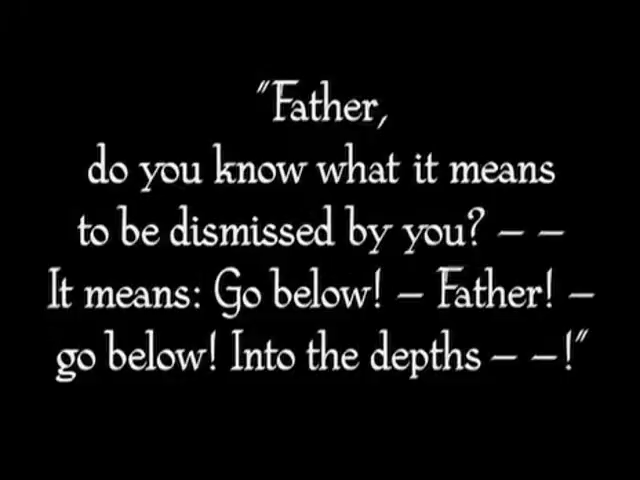 "Father,
do you know what it means
to be dismissed by you? – –
It means: Go below! – Father! –
go below! Into the depths – –!"